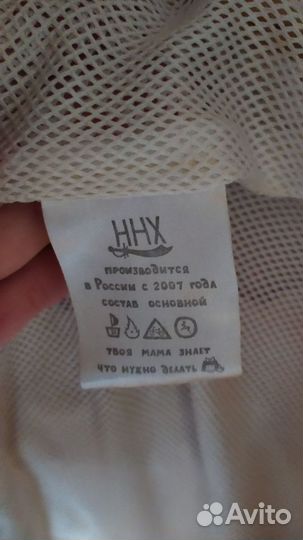 ННХ
производится
в России с 2007 года
состав основной
твоя мама знает
что нужно делать
Avito